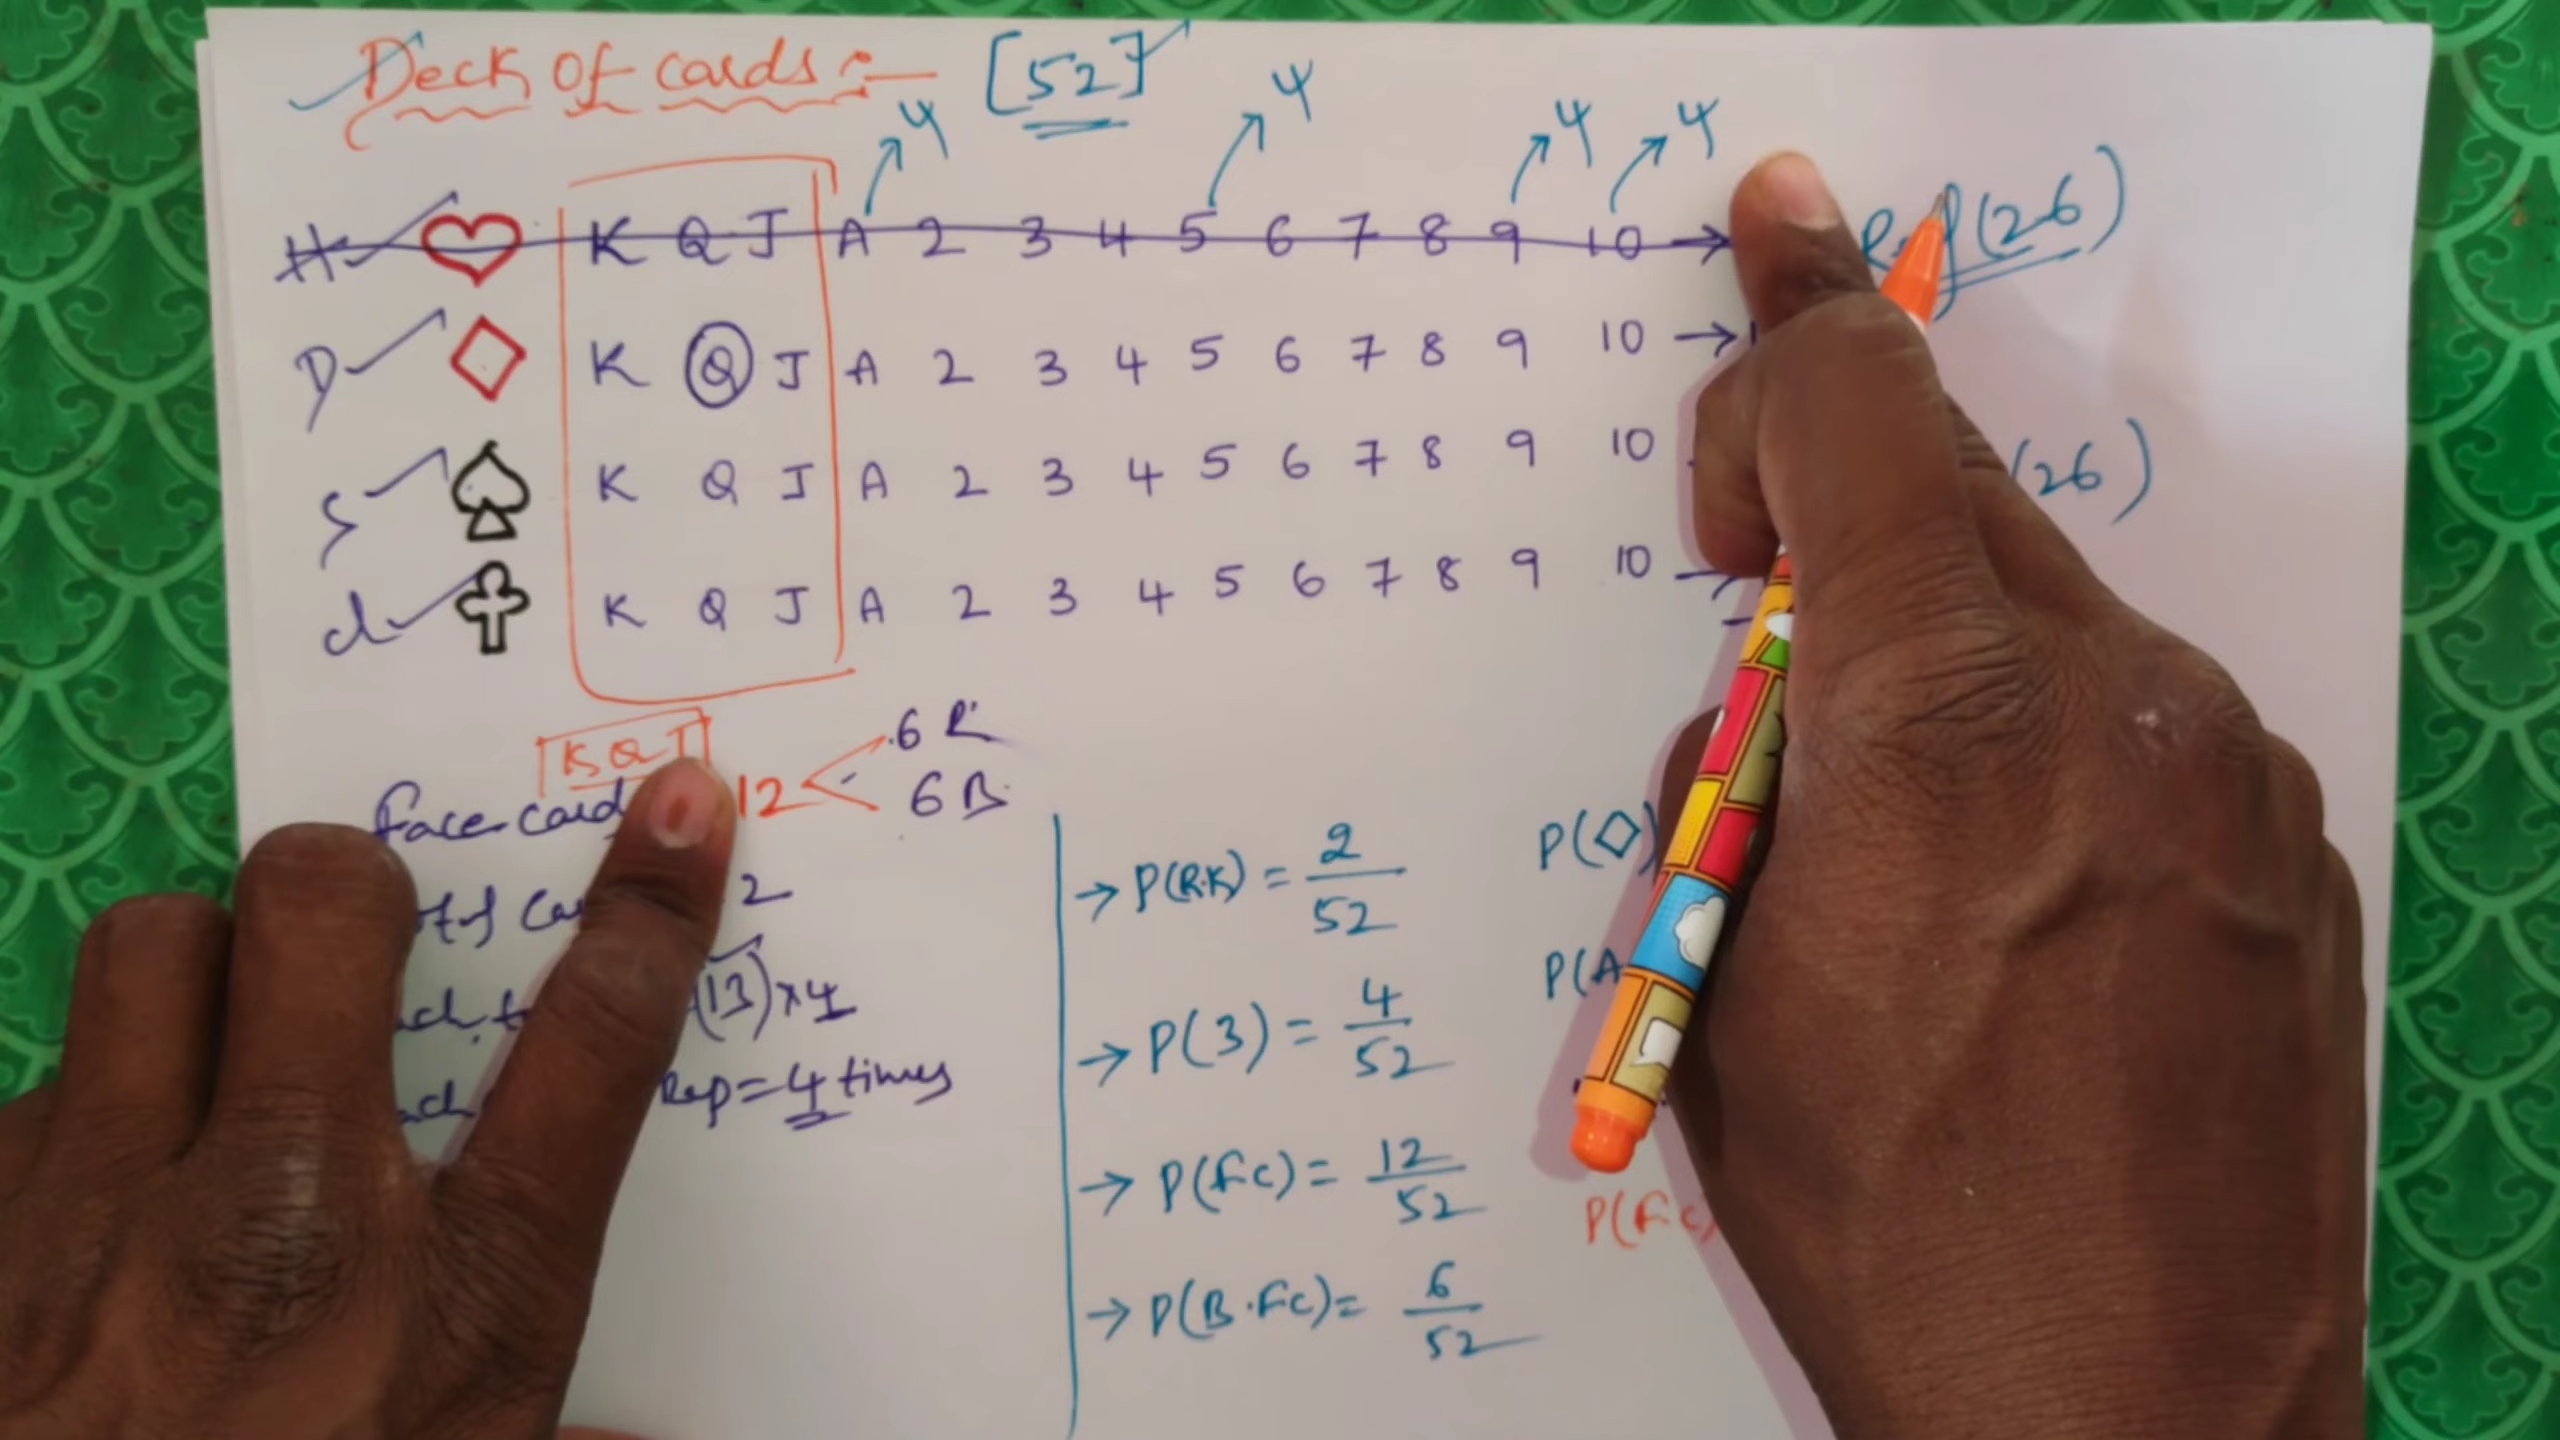 Deck of cards :- [52]
4 4 4 4
H K Q J A 2 3 4 5 6 7 8 9 10 → (26)
D K Q J A 2 3 4 5 6 7 8 9 10 →
S K Q J A 2 3 4 5 6 7 8 9 10 (26)
K Q J A 2 3 4 5 6 7 8 9 10 →
K Q J
Face card 12 < 6 R
6 B
2
(13)×4
Rep = 4 times
→ P(R.K) = 2/52
→ P(3) = 4/52
→ P(F.C) = 12/52
→ P(B.FC) = 6/52
P(◇)
P(A
P(F.C)